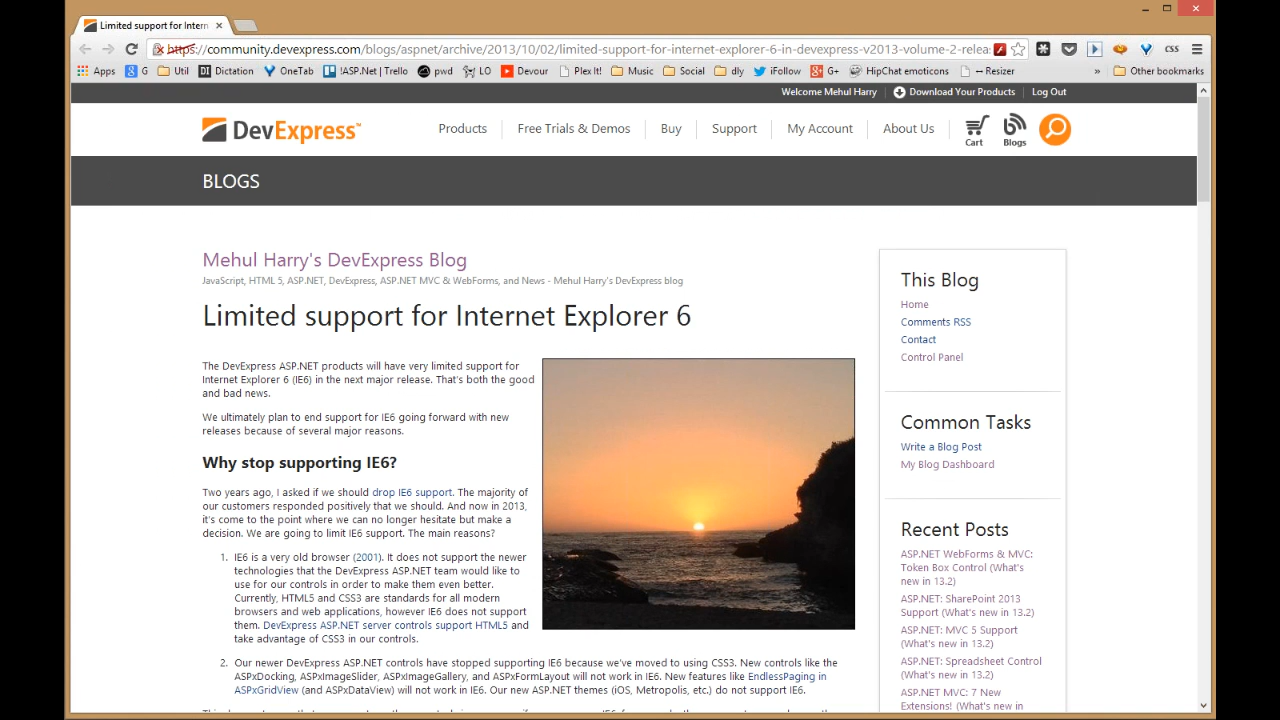 Limited support for Intern
https://community.devexpress.com/blogs/aspnet/archive/2013/10/02/limited-support-for-internet-explorer-6-in-devexpress-v2013-volume-2-relea
CSS
Apps G Util DI Dictation OneTab !ASP.Net | Trello pwd LO Devour Plex It! Music Social dly iFollow G+ HipChat emoticons -- Resizer » Other bookmarks
Welcome Mehul Harry Download Your Products Log Out
DevExpress™ Products Free Trials & Demos Buy Support My Account About Us Cart Blogs
BLOGS
Mehul Harry's DevExpress Blog
JavaScript, HTML 5, ASP.NET, DevExpress, ASP.NET MVC & WebForms, and News - Mehul Harry's DevExpress blog
Limited support for Internet Explorer 6
The DevExpress ASP.NET products will have very limited support for
Internet Explorer 6 (IE6) in the next major release. That's both the good
and bad news.
We ultimately plan to end support for IE6 going forward with new
releases because of several major reasons.
Why stop supporting IE6?
Two years ago, I asked if we should drop IE6 support. The majority of
our customers responded positively that we should. And now in 2013,
it's come to the point where we can no longer hesitate but make a
decision. We are going to limit IE6 support. The main reasons?
1. IE6 is a very old browser (2001). It does not support the newer
technologies that the DevExpress ASP.NET team would like to
use for our controls in order to make them even better.
Currently, HTML5 and CSS3 are standards for all modern
browsers and web applications, however IE6 does not support
them. DevExpress ASP.NET server controls support HTML5 and
take advantage of CSS3 in our controls.
2. Our newer DevExpress ASP.NET controls have stopped supporting IE6 because we've moved to using CSS3. New controls like the
ASPxDocking, ASPxImageSlider, ASPxImageGallery, and ASPxFormLayout will not work in IE6. New features like EndlessPaging in
ASPxGridView (and ASPxDataView) will not work in IE6. Our new ASP.NET themes (iOS, Metropolis, etc.) do not support IE6.
This Blog
Home
Comments RSS
Contact
Control Panel
Common Tasks
Write a Blog Post
My Blog Dashboard
Recent Posts
ASP.NET WebForms & MVC:
Token Box Control (What's
new in 13.2)
ASP.NET: SharePoint 2013
Support (What's new in 13.2)
ASP.NET: MVC 5 Support
(What's new in 13.2)
ASP.NET: Spreadsheet Control
(What's new in 13.2)
ASP.NET MVC: 7 New
Extensions! (What's new in